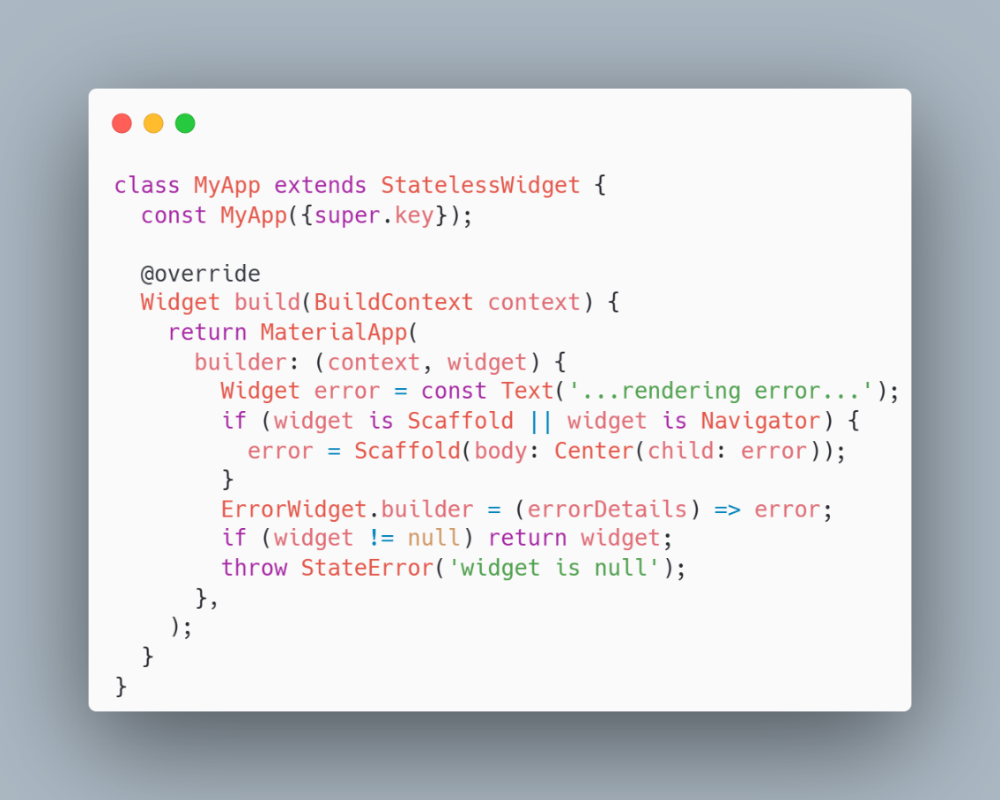 class MyApp extends StatelessWidget {
  const MyApp({super.key});

  @override
  Widget build(BuildContext context) {
    return MaterialApp(
      builder: (context, widget) {
        Widget error = const Text('...rendering error...');
        if (widget is Scaffold || widget is Navigator) {
          error = Scaffold(body: Center(child: error));
        }
        ErrorWidget.builder = (errorDetails) => error;
        if (widget != null) return widget;
        throw StateError('widget is null');
      },
    );
  }
}